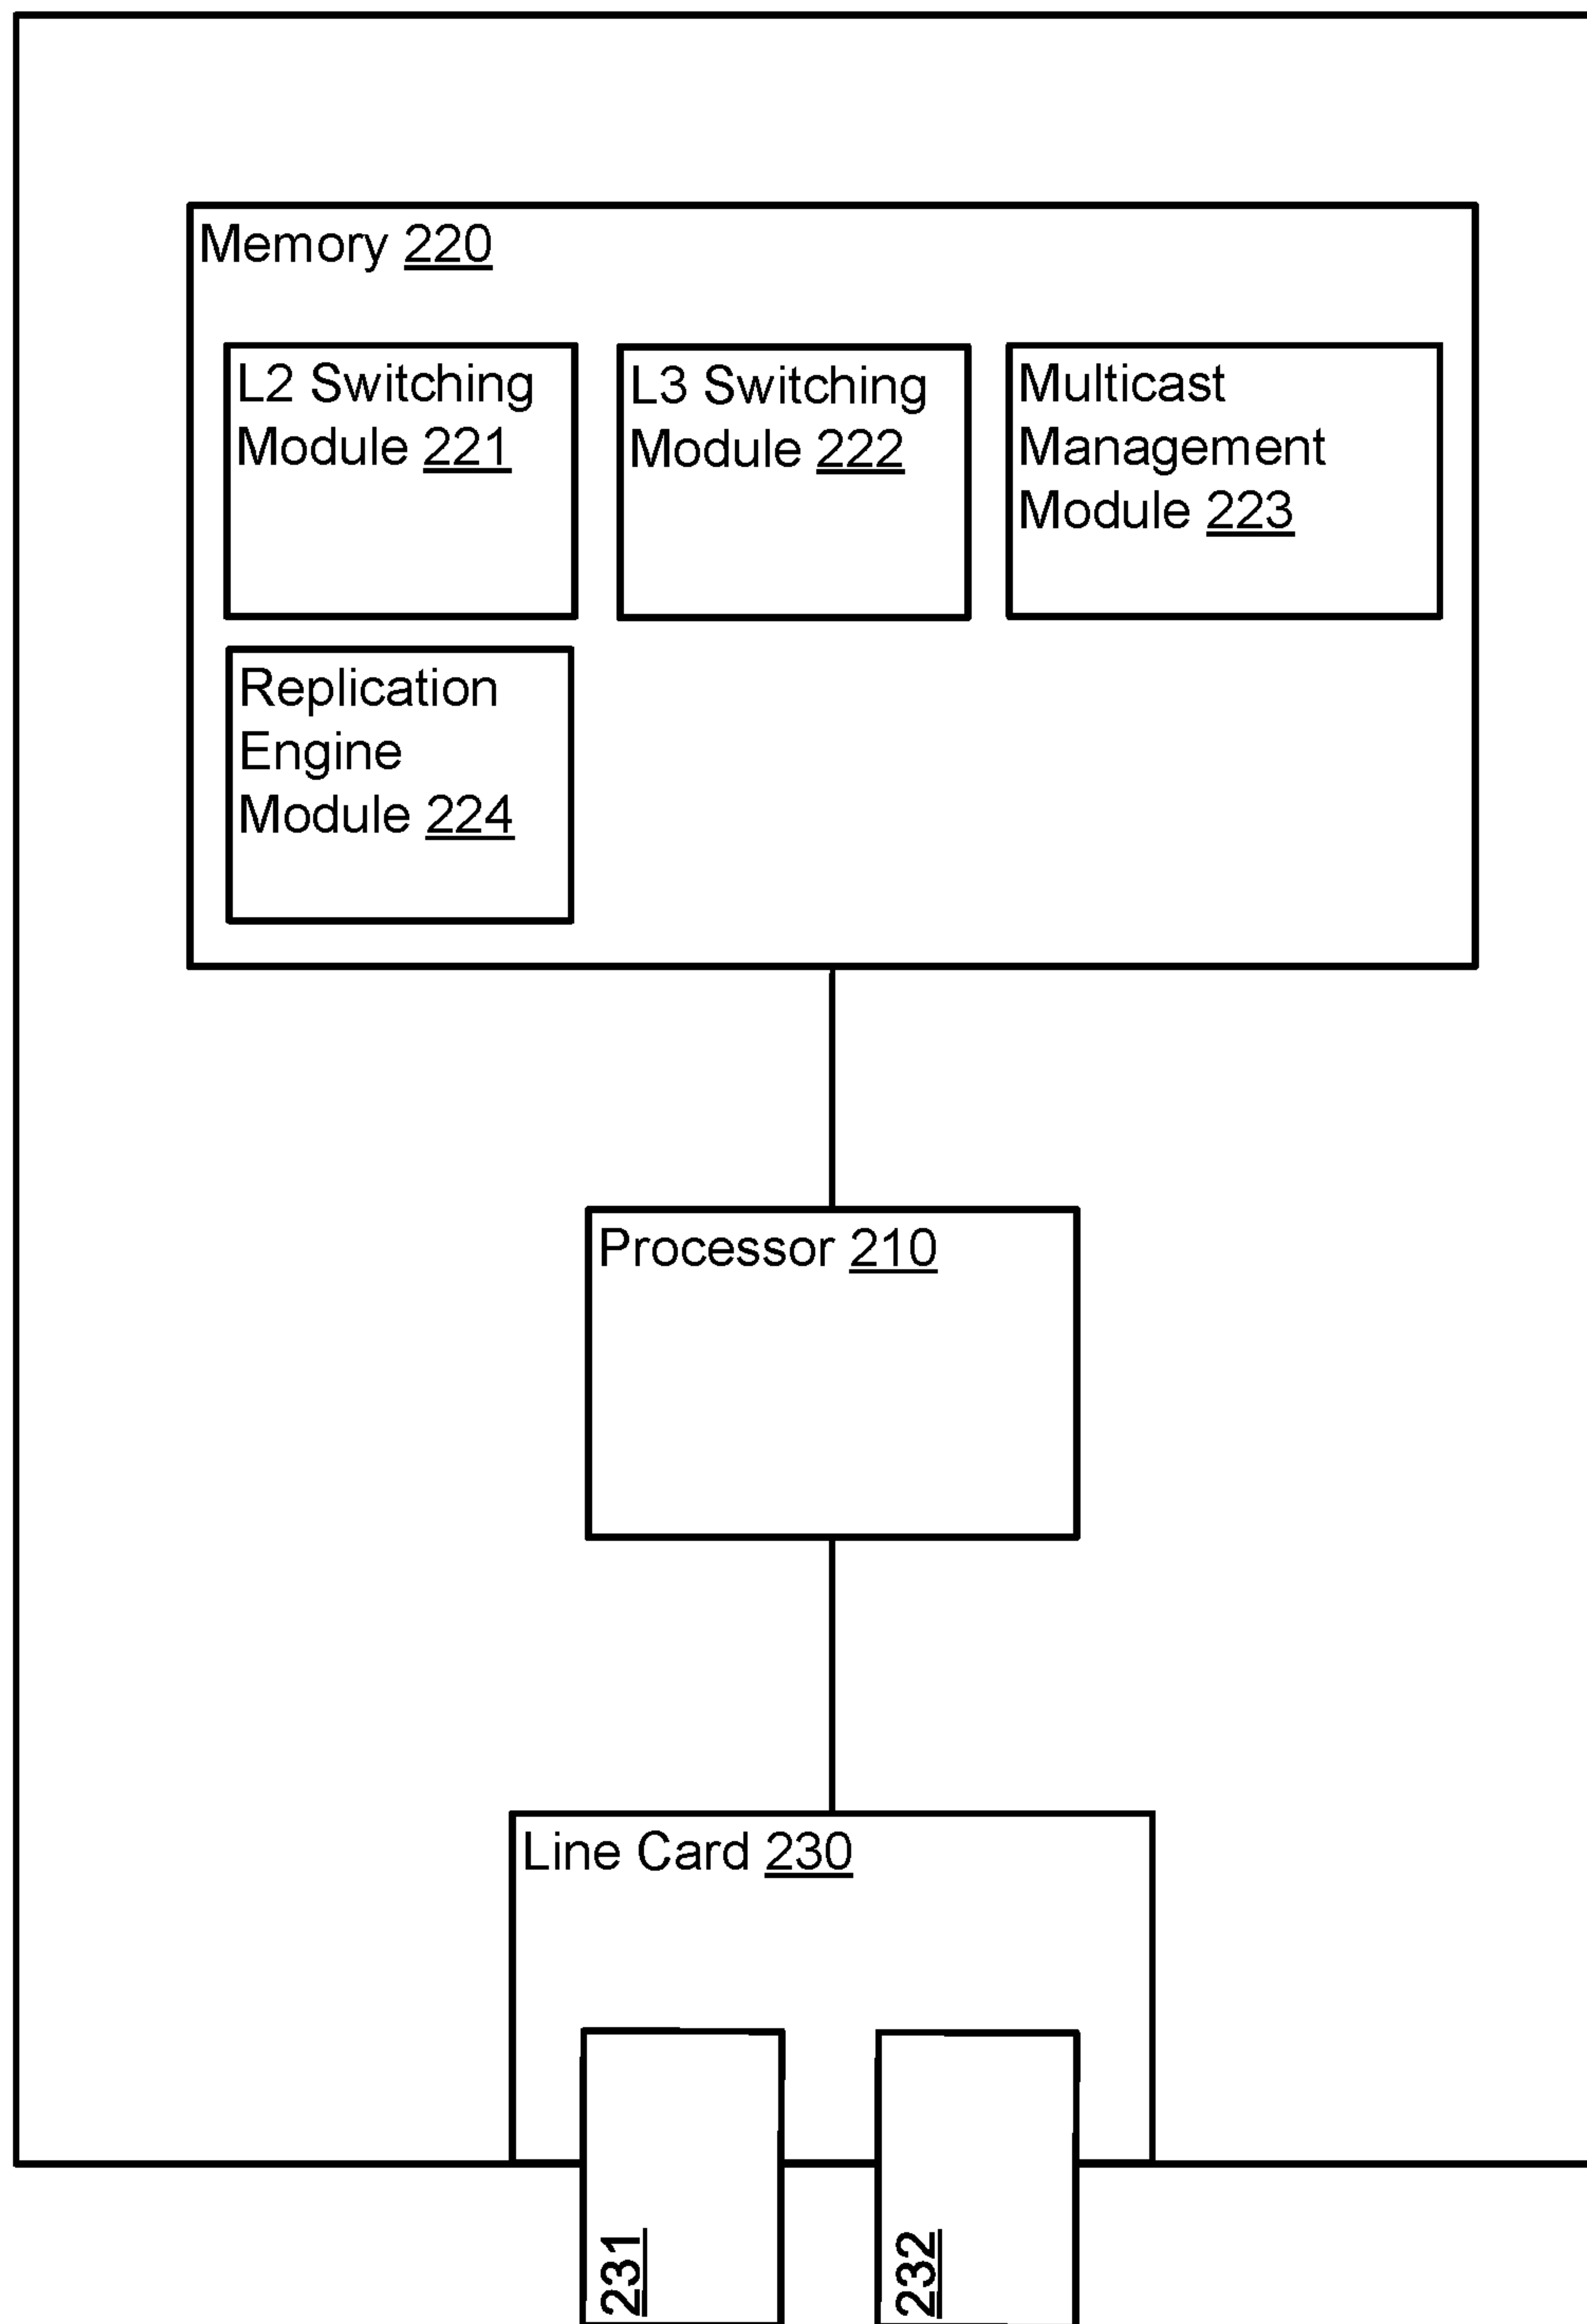 Memory 220
L2 Switching
Module 221
L3 Switching
Module 222
Multicast
Management
Module 223
Replication
Engine
Module 224
Processor 210
Line Card 230
231
232